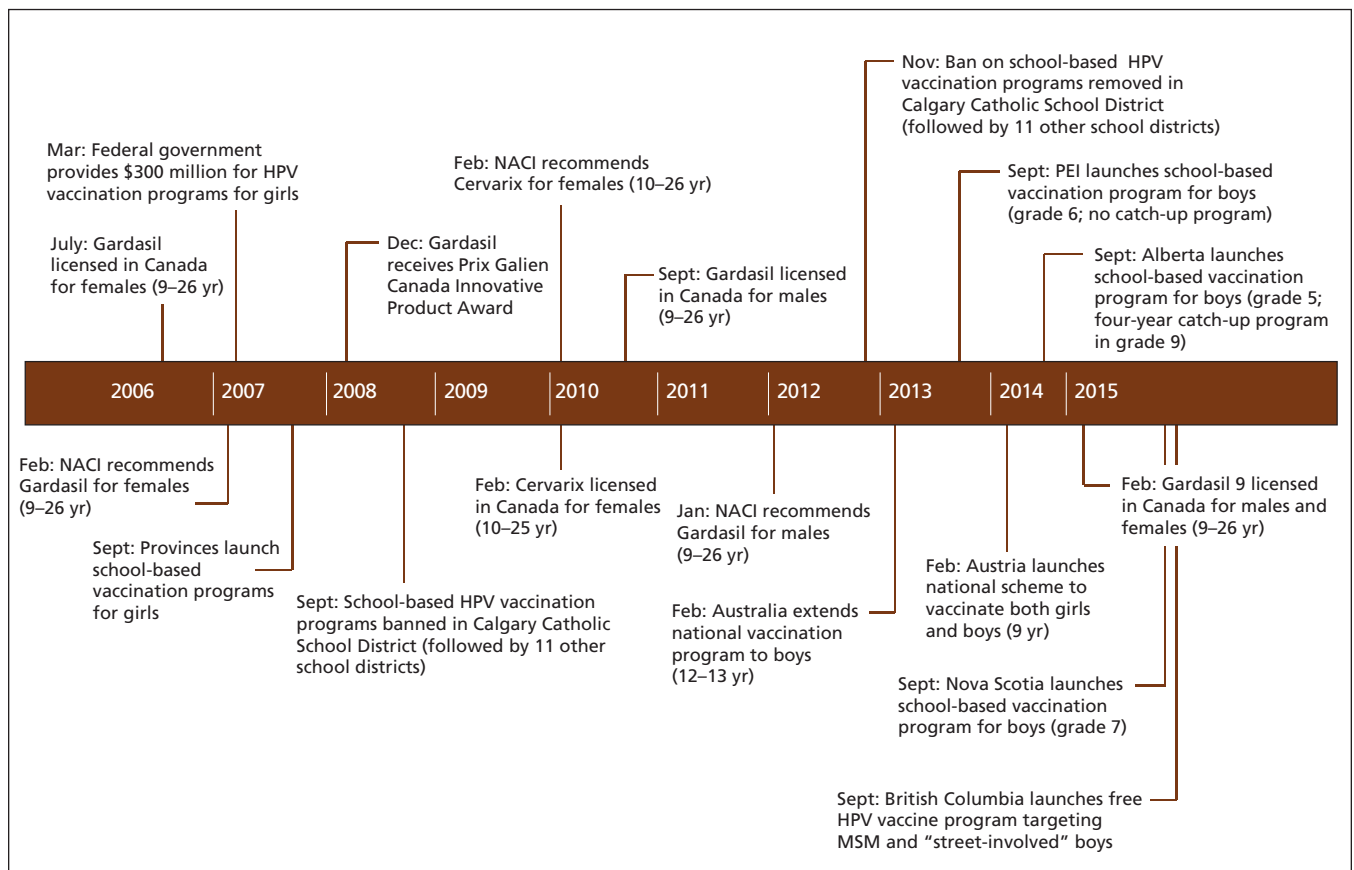 Nov: Ban on school-based HPV
vaccination programs removed in
Calgary Catholic School District
(followed by 11 other school districts)
Mar: Federal government
provides $300 million for HPV
vaccination programs for girls
Feb: NACI recommends
Cervarix for females (10–26 yr)
Sept: PEI launches school-based
vaccination program for boys
(grade 6; no catch-up program)
July: Gardasil
licensed in Canada
for females (9–26 yr)
Dec: Gardasil
receives Prix Galien
Canada Innovative
Product Award
Sept: Gardasil licensed
in Canada for males
(9–26 yr)
Sept: Alberta launches
school-based vaccination
program for boys (grade 5;
four-year catch-up program
in grade 9)
2006 2007 2008 2009 2010 2011 2012 2013 2014 2015
Feb: NACI recommends
Gardasil for females
(9–26 yr)
Sept: Provinces launch
school-based
vaccination programs
for girls
Sept: School-based HPV vaccination
programs banned in Calgary Catholic
School District (followed by 11 other
school districts)
Feb: Cervarix licensed
in Canada for females
(10–25 yr)
Jan: NACI recommends
Gardasil for males
(9–26 yr)
Feb: Australia extends
national vaccination
program to boys
(12–13 yr)
Feb: Austria launches
national scheme to
vaccinate both girls
and boys (9 yr)
Feb: Gardasil 9 licensed
in Canada for males and
females (9–26 yr)
Sept: Nova Scotia launches
school-based vaccination
program for boys (grade 7)
Sept: British Columbia launches free
HPV vaccine program targeting
MSM and “street-involved” boys